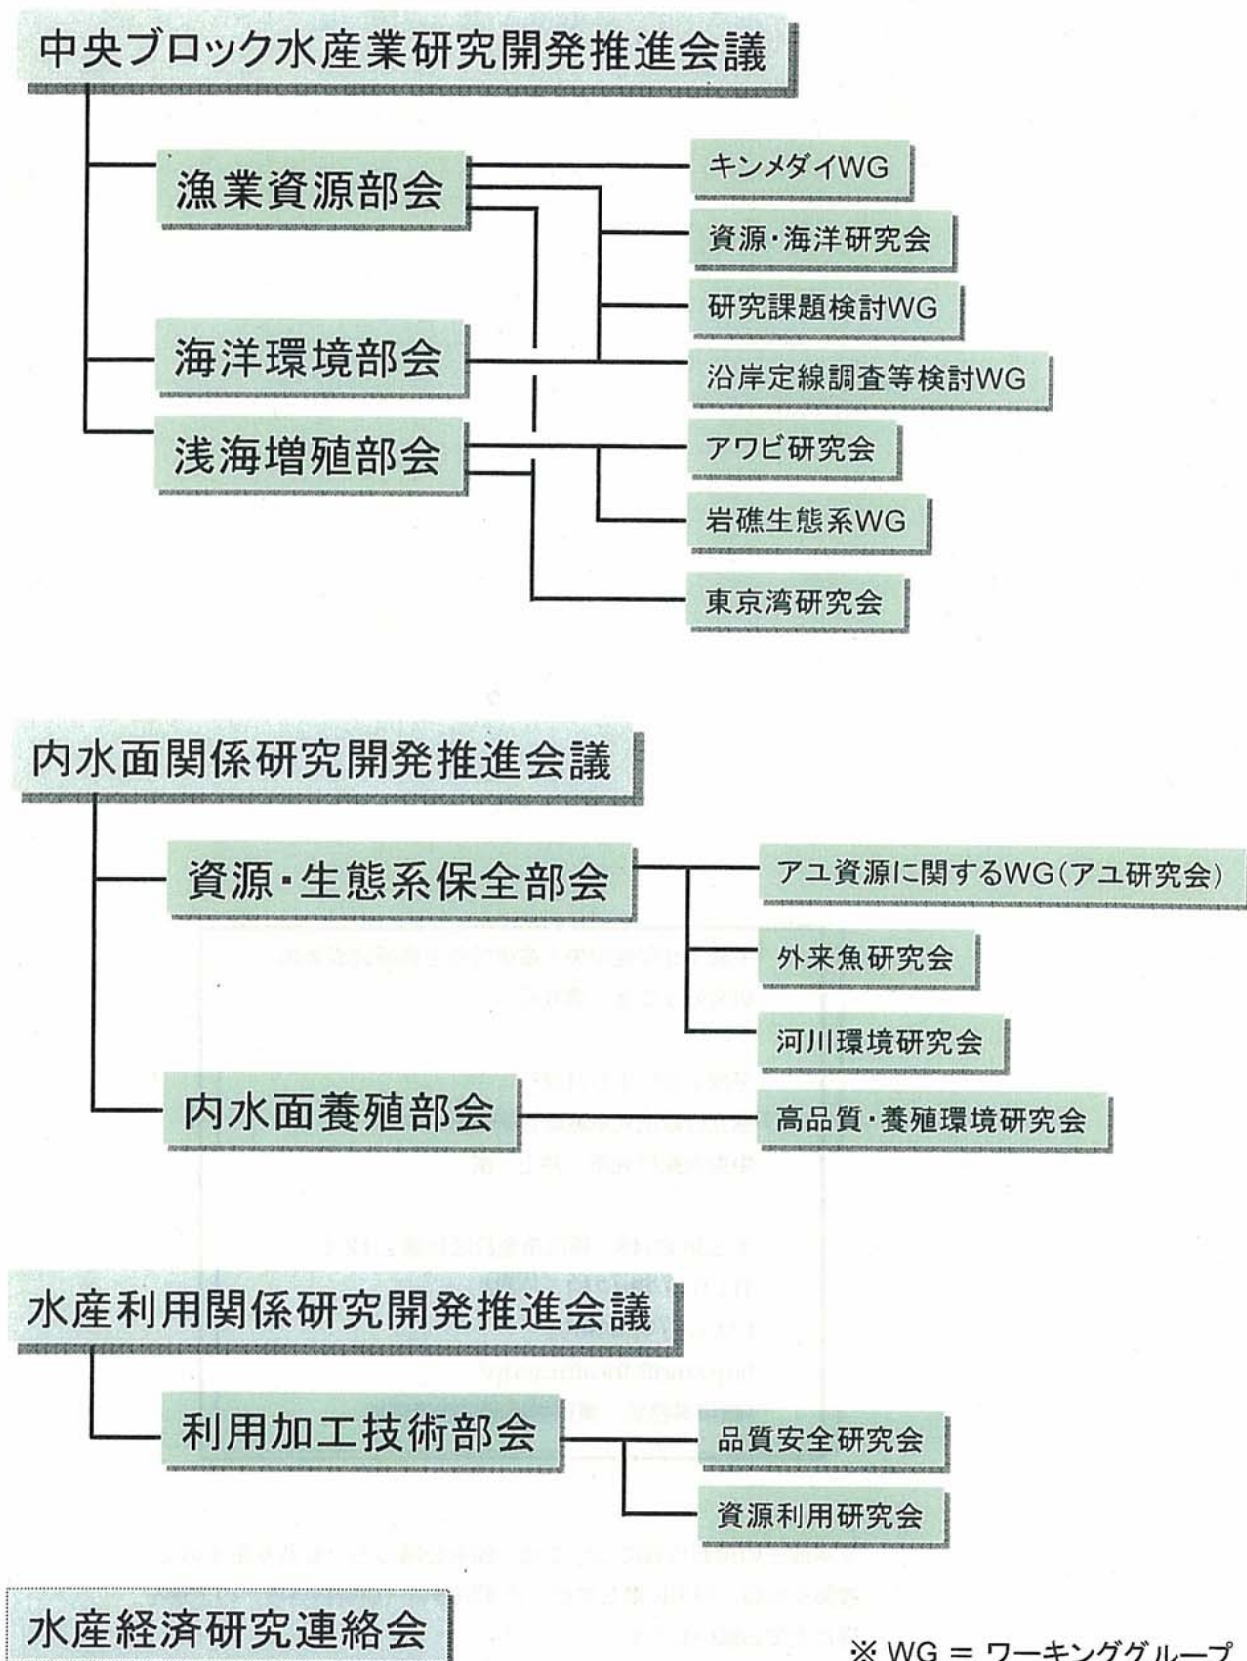 中央ブロック水産業研究開発推進会議
漁業資源部会
キンメダイWG
資源・海洋研究会
研究課題検討WG
海洋環境部会
沿岸定線調査等検討WG
浅海増殖部会
アワビ研究会
岩礁生態系WG
東京湾研究会
内水面関係研究開発推進会議
資源・生態系保全部会
アユ資源に関するWG(アユ研究会)
外来魚研究会
河川環境研究会
内水面養殖部会
高品質・養殖環境研究会
水産利用関係研究開発推進会議
利用加工技術部会
品質安全研究会
資源利用研究会
水産経済研究連絡会
※ WG = ワーキンググループ